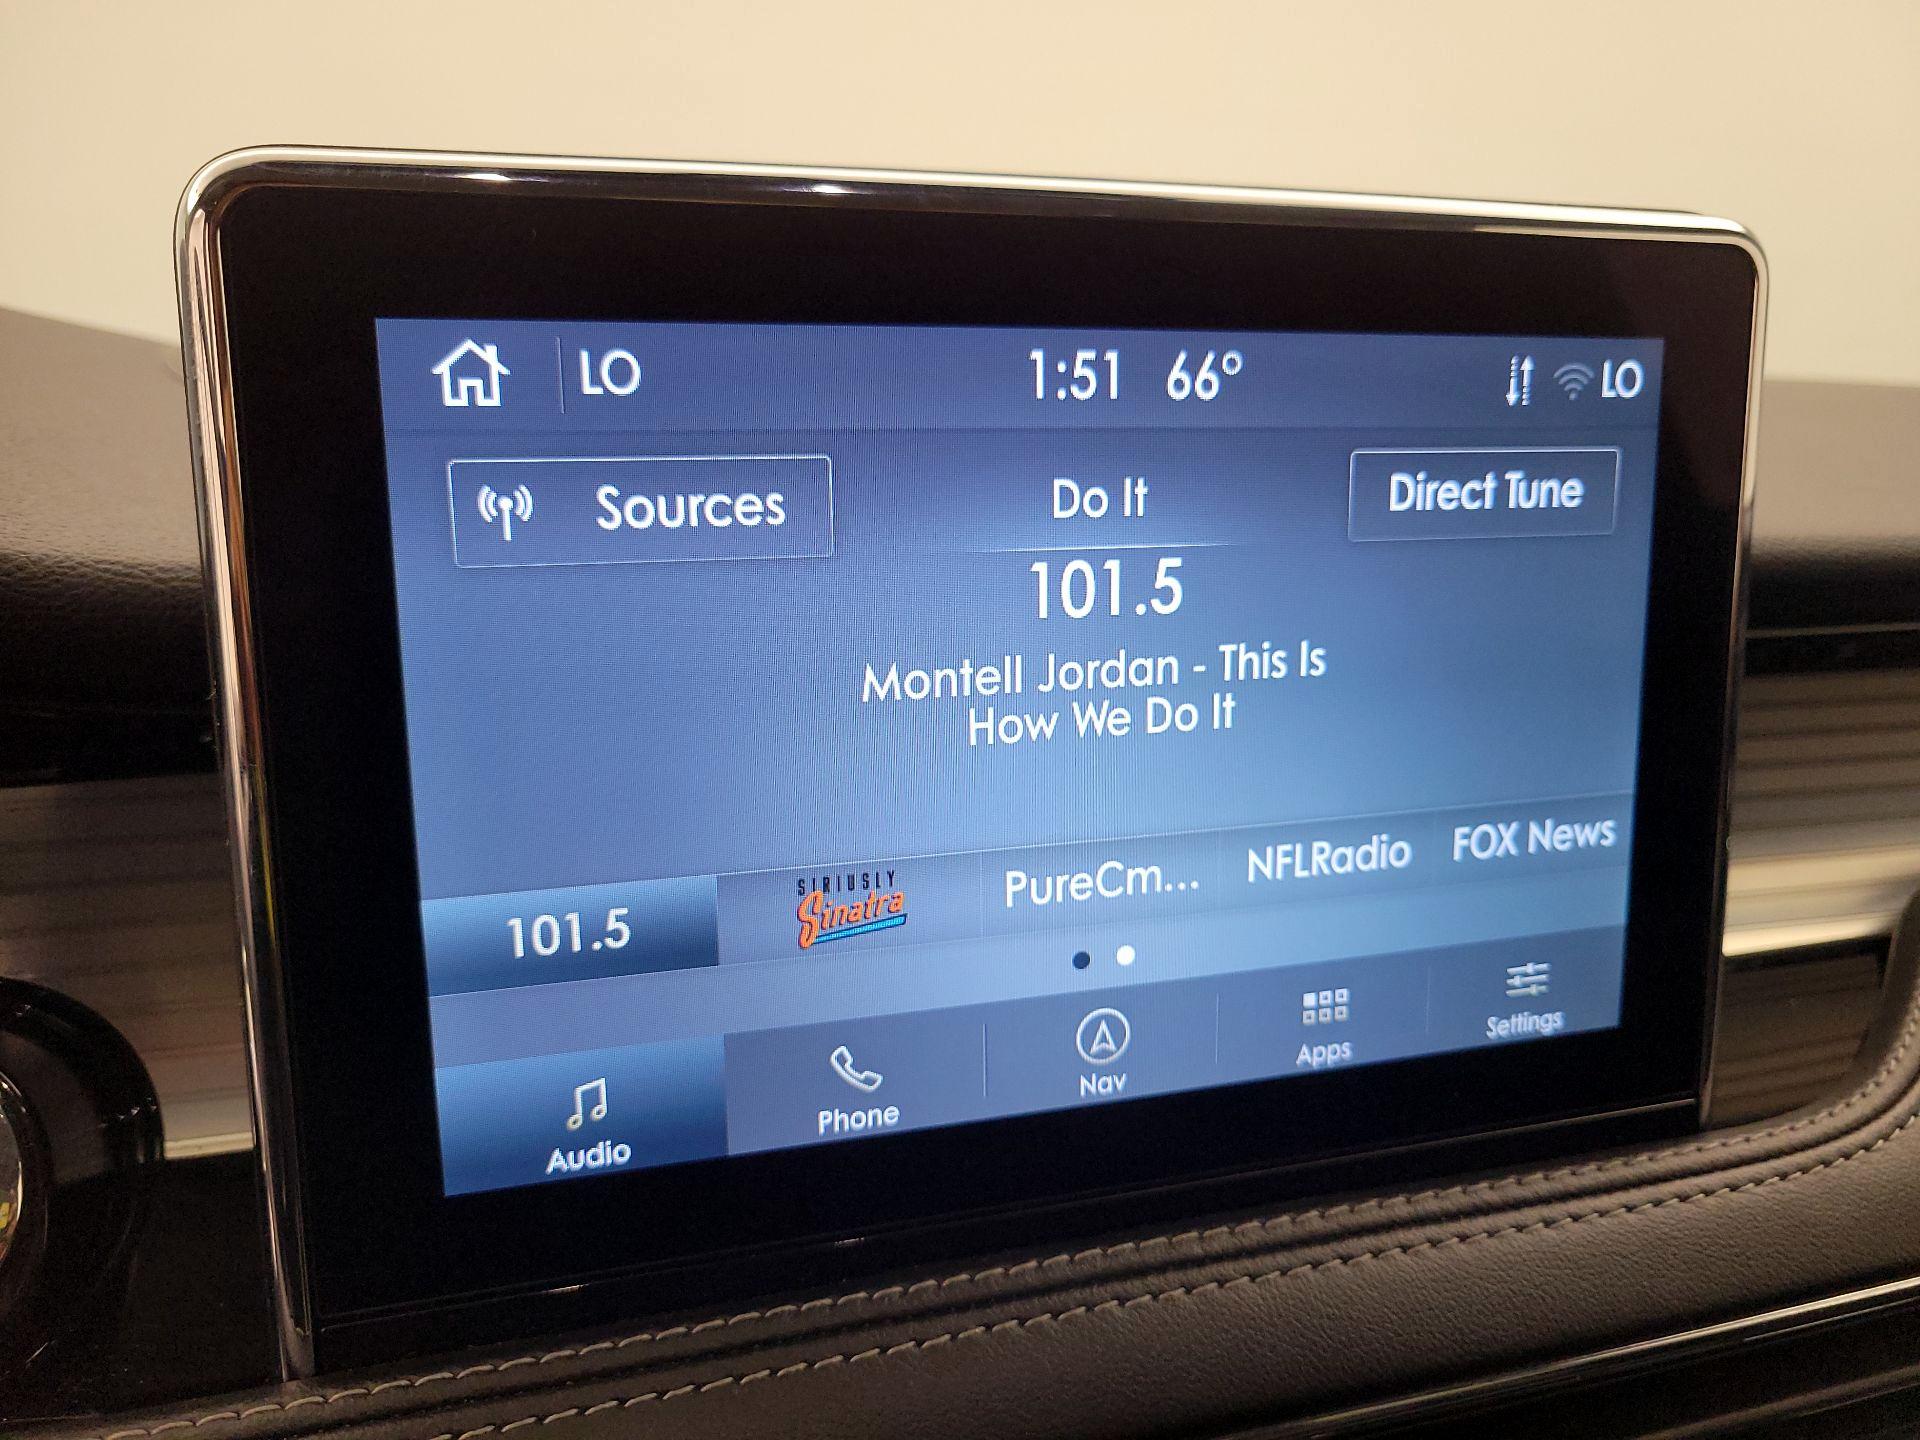 LO
1:51 66°
LO
Sources
Do It
Direct Tune
101.5
Montell Jordan - This Is
How We Do It
101.5
SIRIUSLY
Sinatra
PureCm...
NFLRadio
FOX News
Audio
Phone
Nav
Apps
Settings